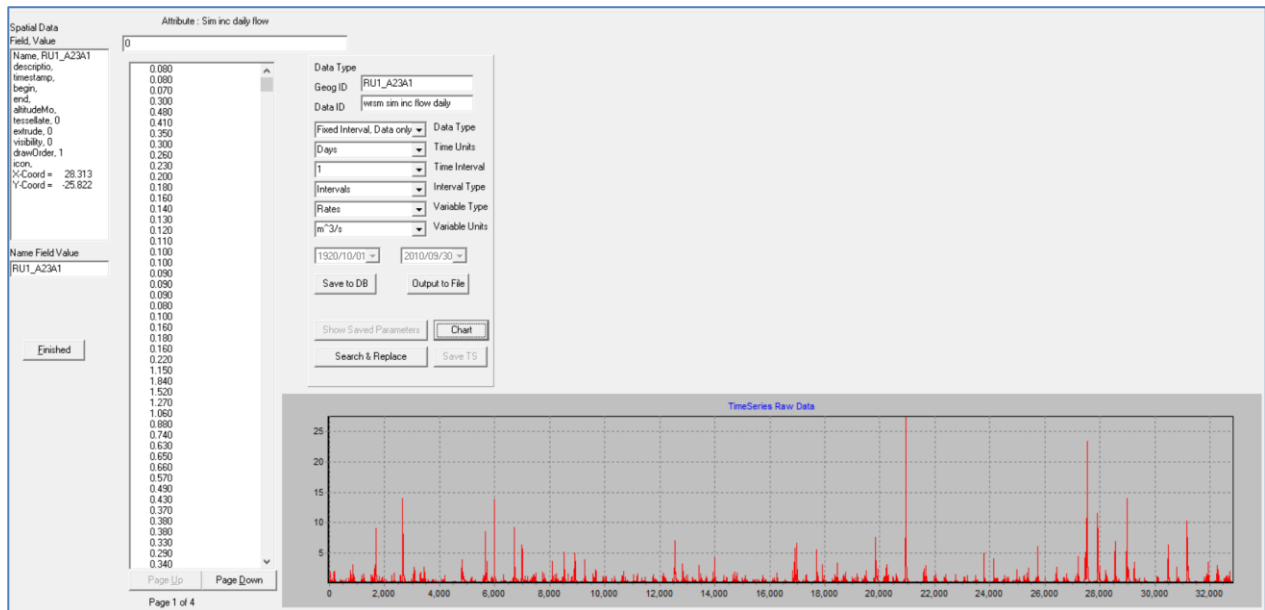 Attribute : Sim inc daily flow
Spatial Data
Field, Value
Name, RU1_A23A1
descriptio,
timestamp,
begin,
end,
altitudeMo,
tessellate, 0
extrude, 0
visibility, 0
drawOrder, 1
icon,
X-Coord = 28.313
Y-Coord = -25.822
Name Field Value
RU1_A23A1
Finished
0
0.080
0.080
0.070
0.300
0.480
0.410
0.350
0.300
0.260
0.230
0.200
0.180
0.160
0.140
0.130
0.120
0.110
0.100
0.100
0.090
0.090
0.090
0.080
0.100
0.160
0.180
0.160
0.220
1.150
1.840
1.520
1.270
1.060
0.880
0.740
0.630
0.650
0.660
0.570
0.490
0.430
0.370
0.380
0.380
0.330
0.290
0.340
Page Up Page Down
Page 1 of 4
Data Type
Geog ID RU1_A23A1
Data ID wrsm sim inc flow daily
Fixed Interval, Data only Data Type
Days Time Units
1 Time Interval
Intervals Interval Type
Rates Variable Type
m^3/s Variable Units
1920/10/01 2010/09/30
Save to DB Output to File
Show Saved Parameters Chart
Search & Replace Save TS
TimeSeries Raw Data
25
20
15
10
5
0 2,000 4,000 6,000 8,000 10,000 12,000 14,000 16,000 18,000 20,000 22,000 24,000 26,000 28,000 30,000 32,000